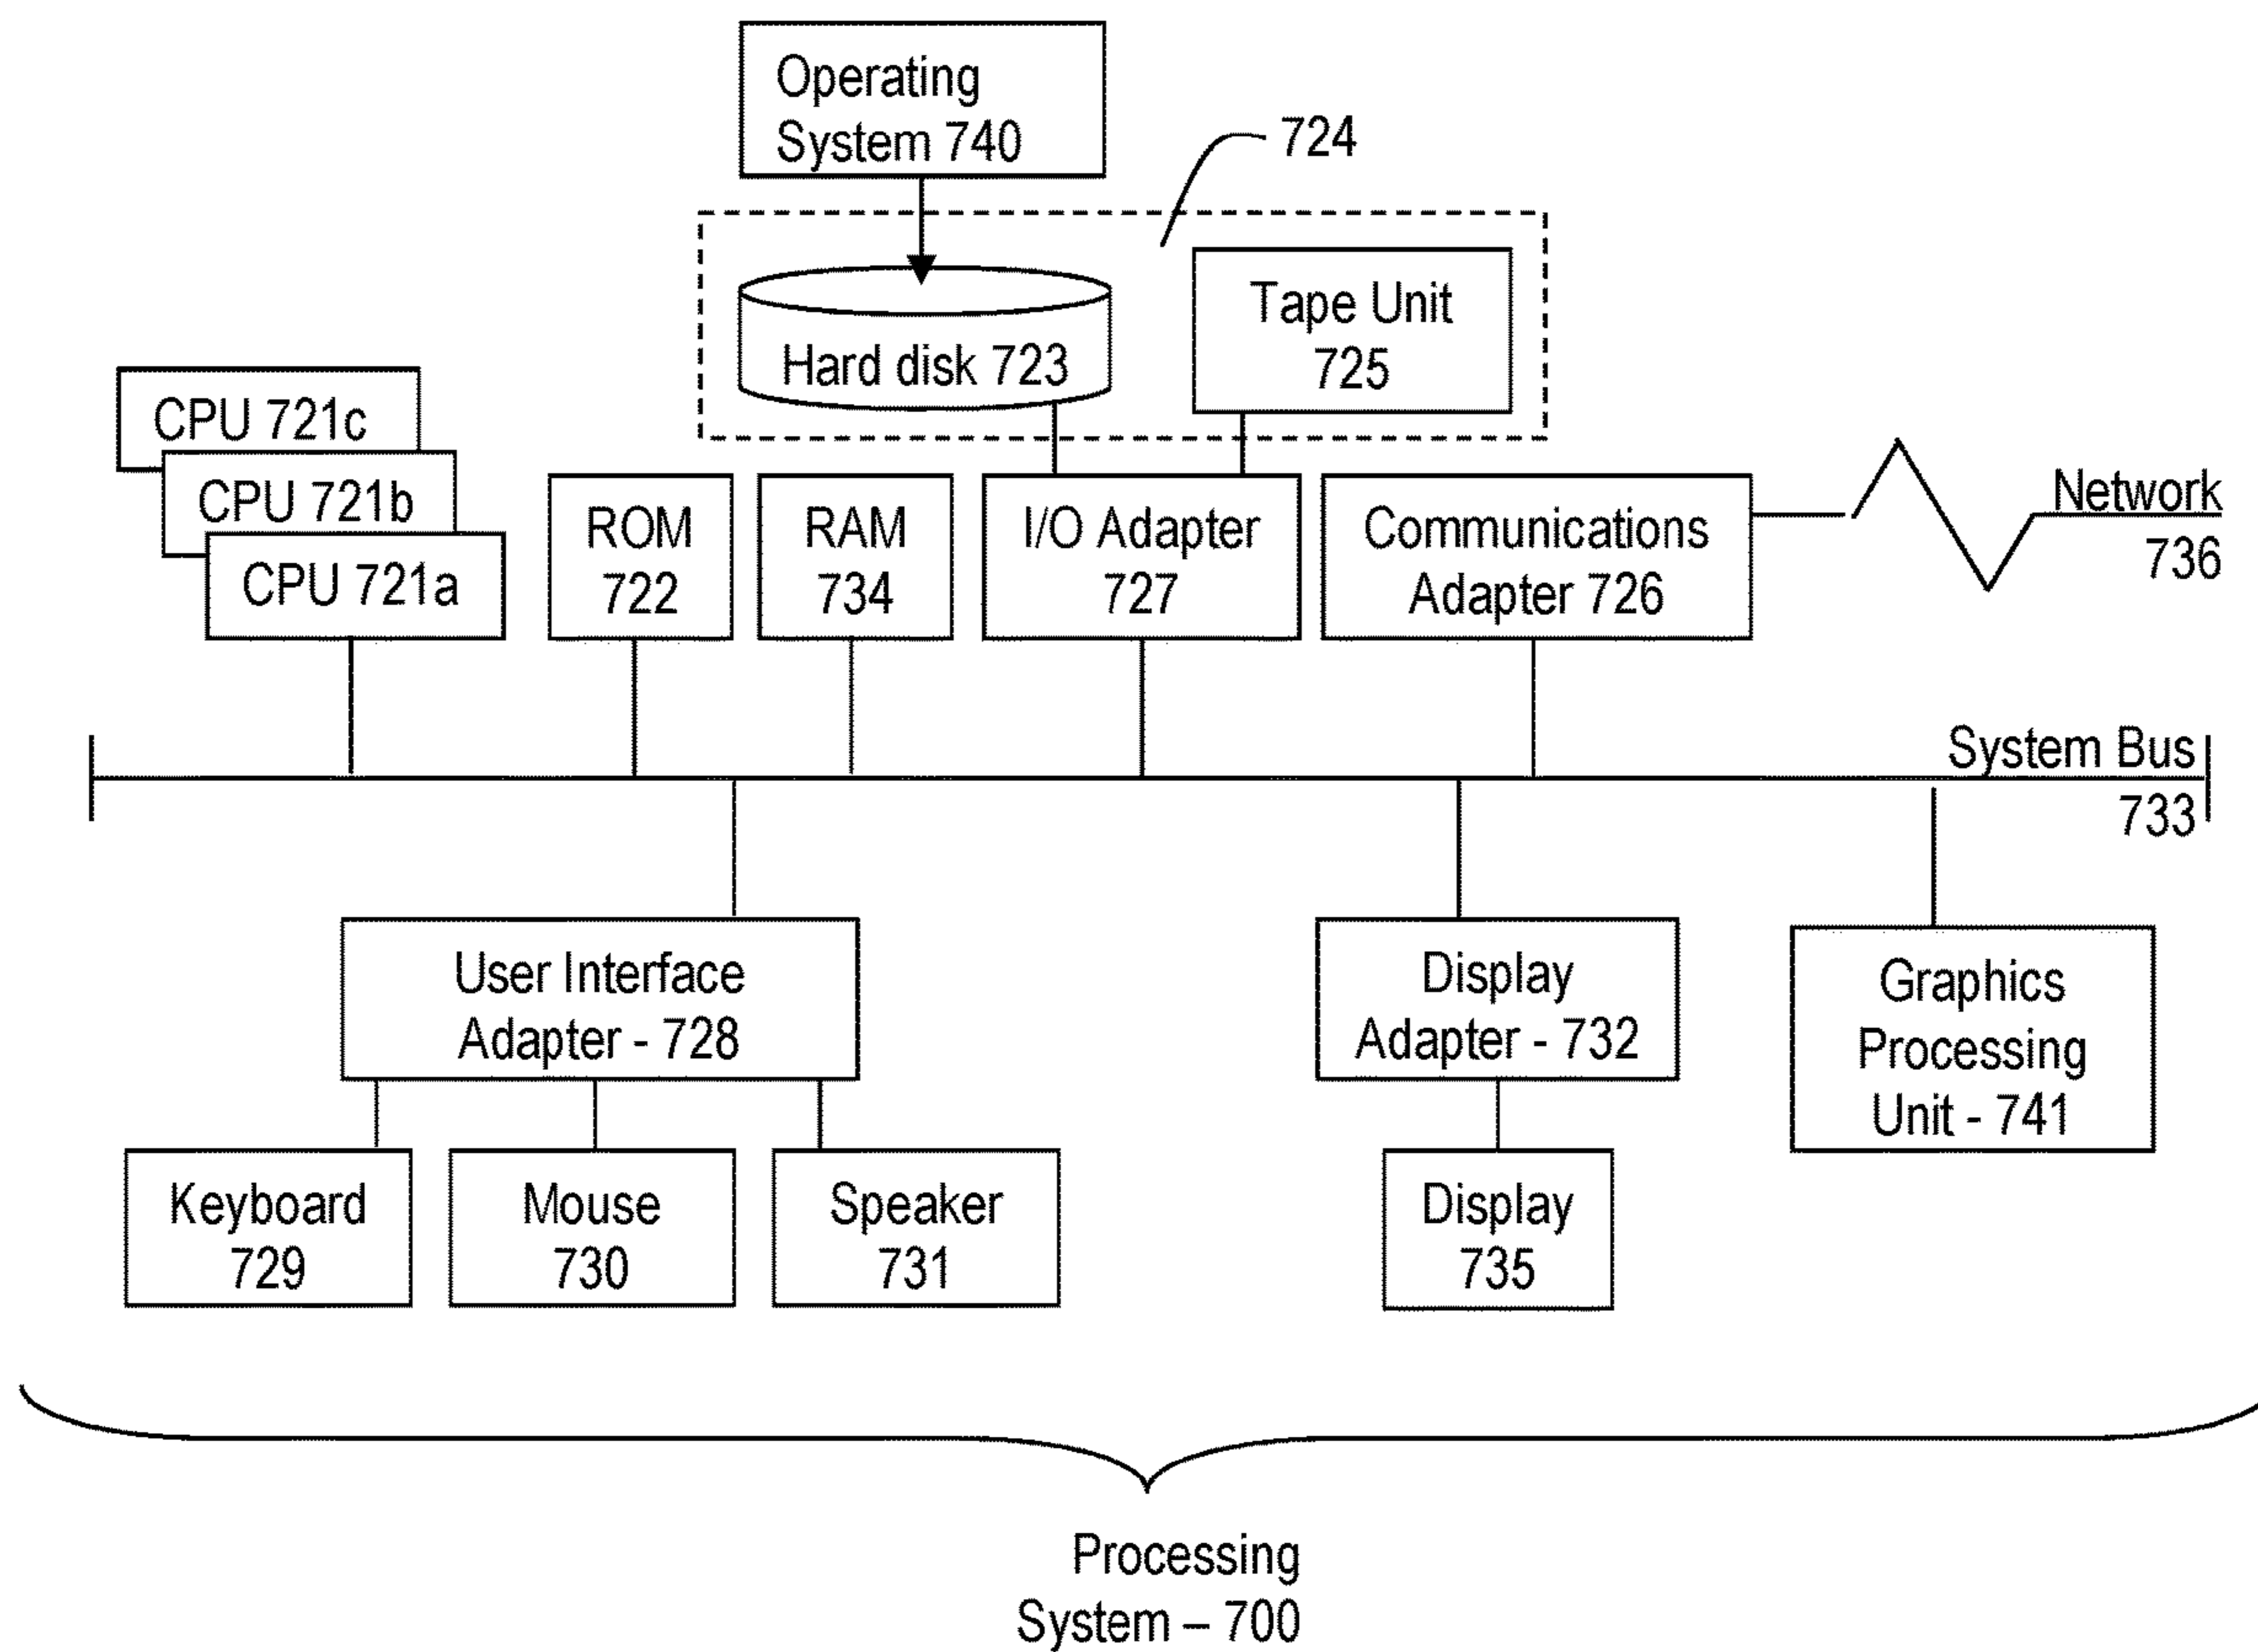 Operating
System 740
724
Hard disk 723
Tape Unit
725
CPU 721c
CPU 721b
CPU 721a
ROM
722
RAM
734
I/O Adapter
727
Communications
Adapter 726
Network
736
System Bus
733
User Interface
Adapter - 728
Display
Adapter - 732
Graphics
Processing
Unit - 741
Keyboard
729
Mouse
730
Speaker
731
Display
735
Processing
System – 700